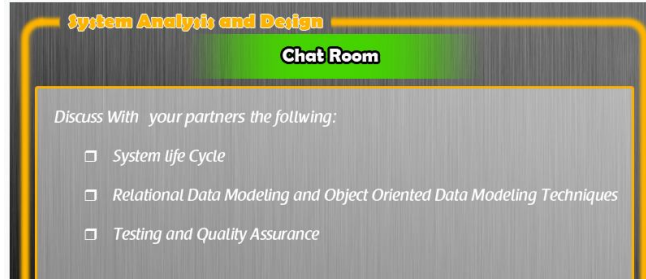 System Analysis and Design
Chat Room
Discuss With your partners the follwing:
System life Cycle
Relational Data Modeling and Object Oriented Data Modeling Techniques
Testing and Quality Assurance